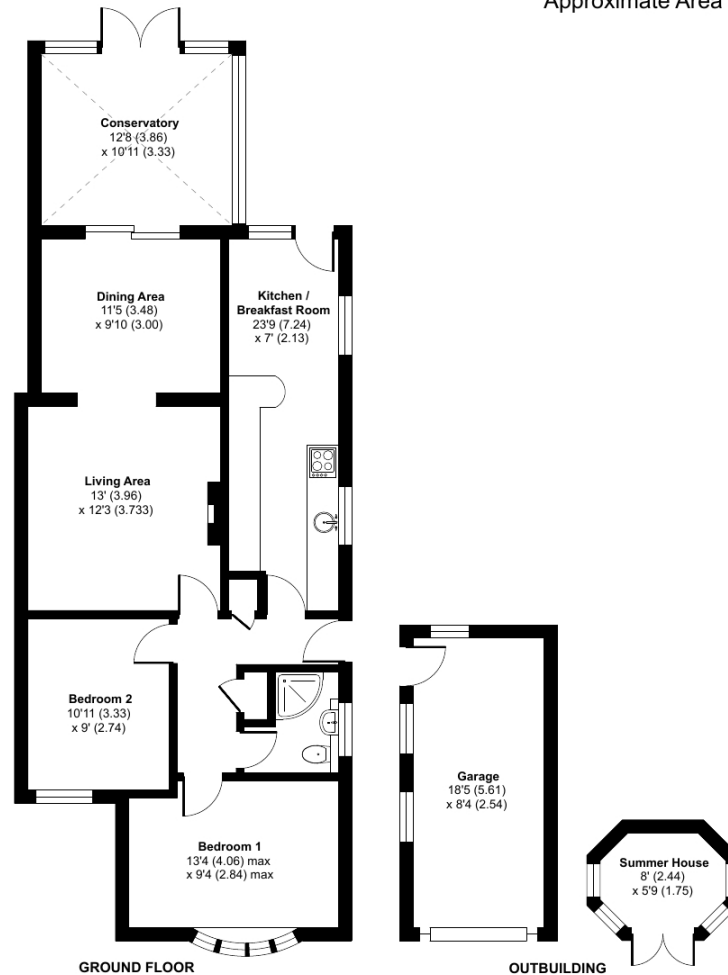 Approximate Area
Conservatory
12'8 (3.86)
x 10'11 (3.33)
Dining Area
11'5 (3.48)
x 9'10 (3.00)
Kitchen /
Breakfast Room
23'9 (7.24)
x 7' (2.13)
Living Area
13' (3.96)
x 12'3 (3.733)
Bedroom 2
10'11 (3.33)
x 9' (2.74)
Bedroom 1
13'4 (4.06) max
x 9'4 (2.84) max
Garage
18'5 (5.61)
x 8'4 (2.54)
Summer House
8' (2.44)
x 5'9 (1.75)
GROUND FLOOR
OUTBUILDING